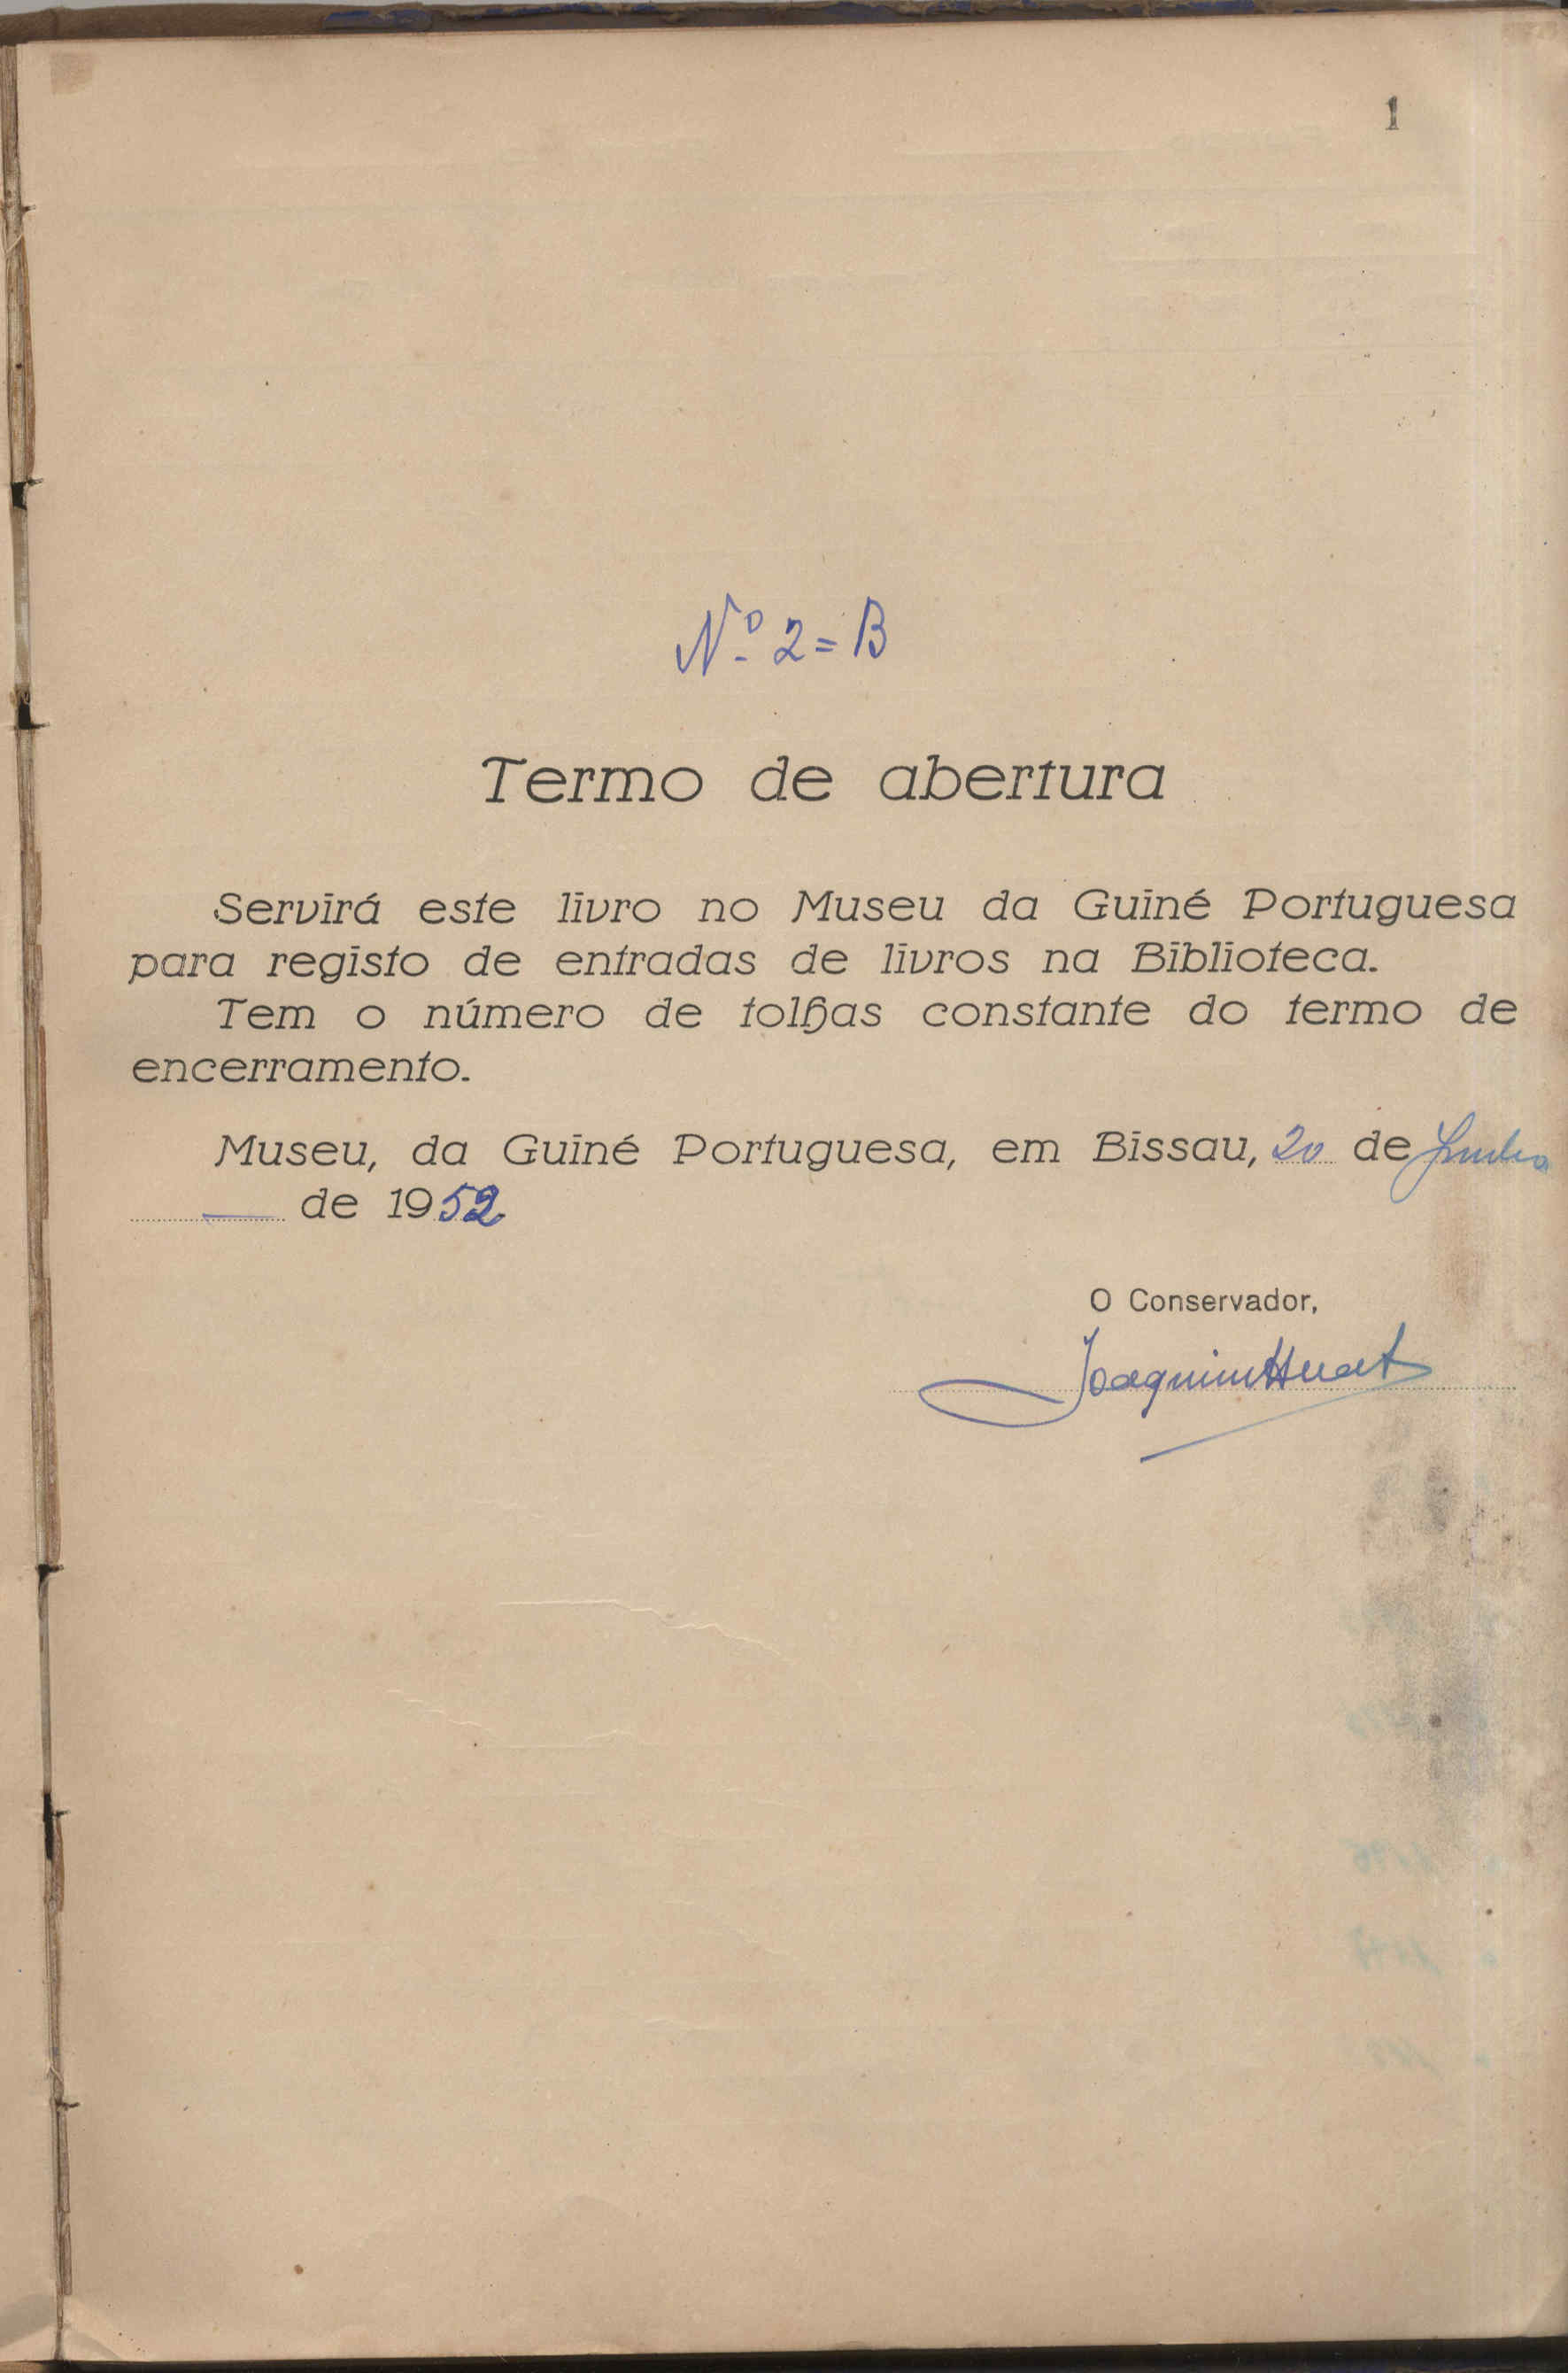 1
Nº 2=B
Termo de abertura
Servirá este livro no Museu da Guiné Portuguesa
para registo de entradas de livros na Biblioteca.
Tem o número de folhas constante do termo de
encerramento.
Museu, da Guiné Portuguesa, em Bissau, 20 de
de 1952
O Conservador,
Joaquim